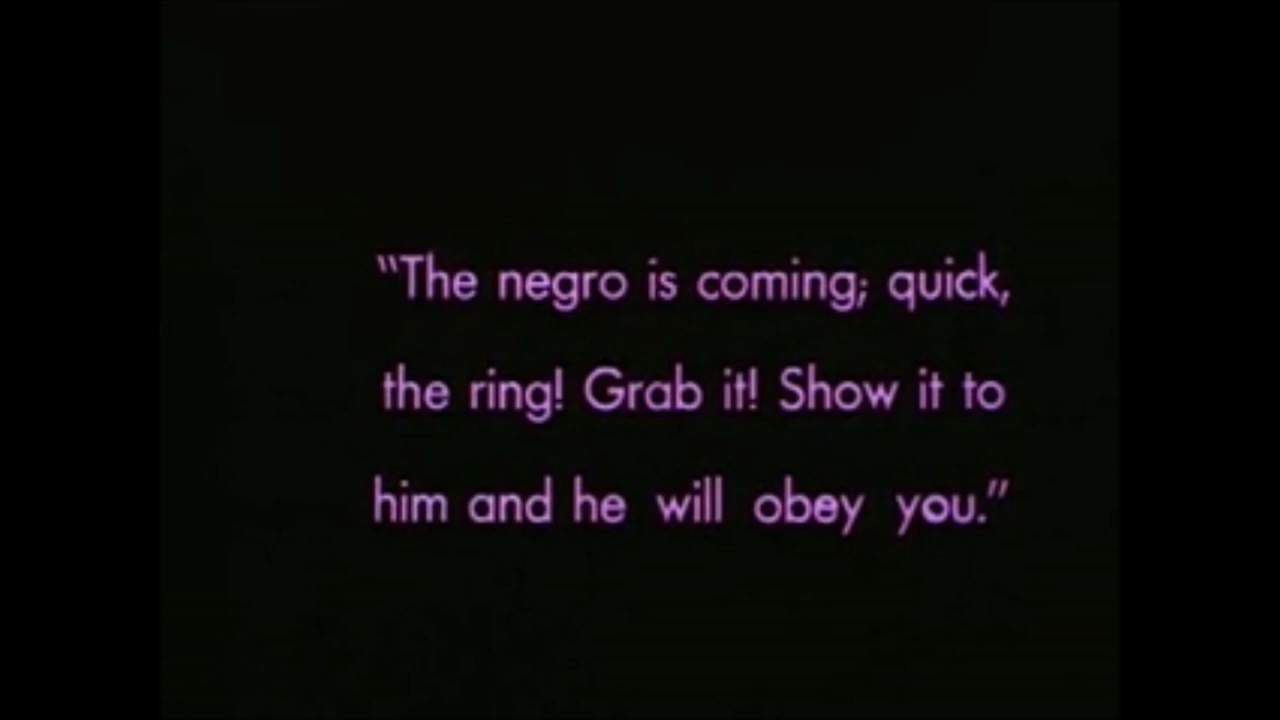 “The negro is coming; quick,
the ring! Grab it! Show it to
him and he will obey you.”